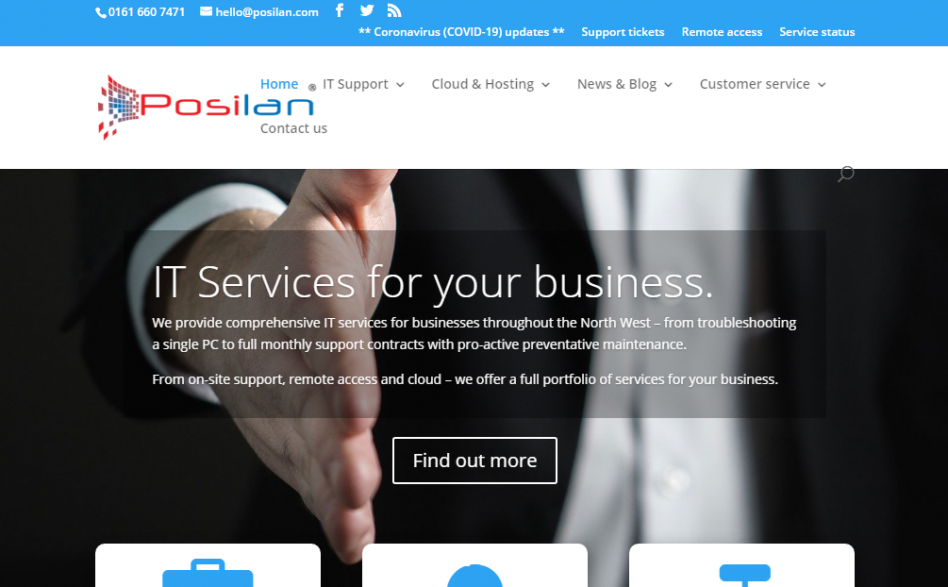 0161 660 7471 hello@posilan.com
** Coronavirus (COVID-19) updates ** Support tickets Remote access Service status
Home IT Support Cloud & Hosting News & Blog Customer service
Posilan®
Contact us
IT Services for your business.
We provide comprehensive IT services for businesses throughout the North West – from troubleshooting
a single PC to full monthly support contracts with pro-active preventative maintenance.
From on-site support, remote access and cloud – we offer a full portfolio of services for your business.
Find out more